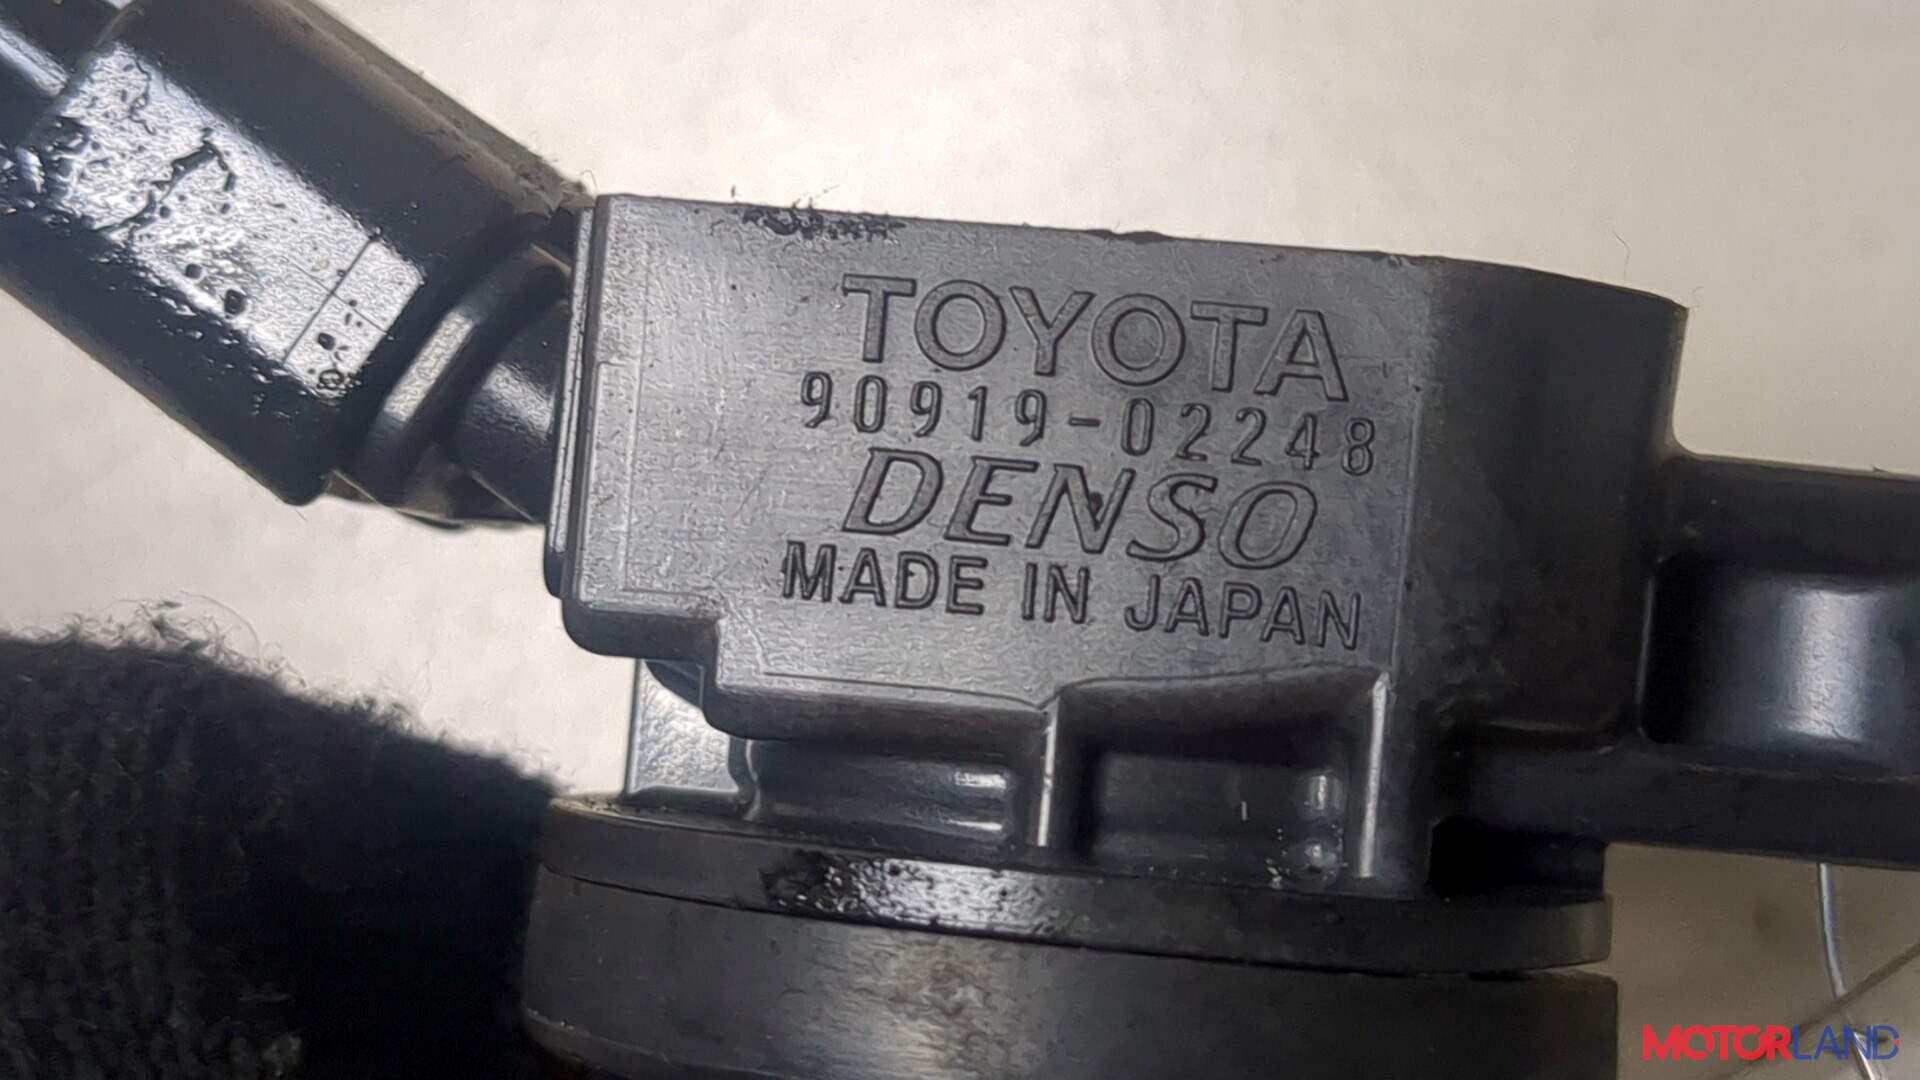 TOYOTA
90919-02248
DENSO
MADE IN JAPAN
MOTORLAND